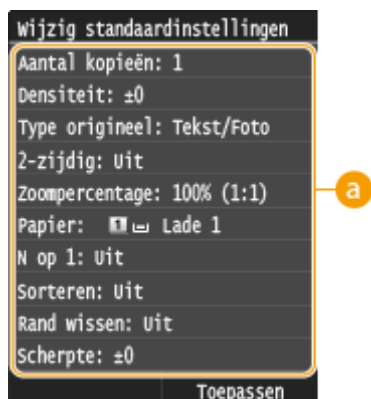 Wijzig standaardinstellingen
Aantal kopieën: 1
Densiteit: ±0
Type origineel: Tekst/Foto
2-zijdig: Uit
Zoompercentage: 100% (1:1)
Papier: 1 Lade 1
N op 1: Uit
Sorteren: Uit
Rand wissen: Uit
Scherpte: ±0
Toepassen
a